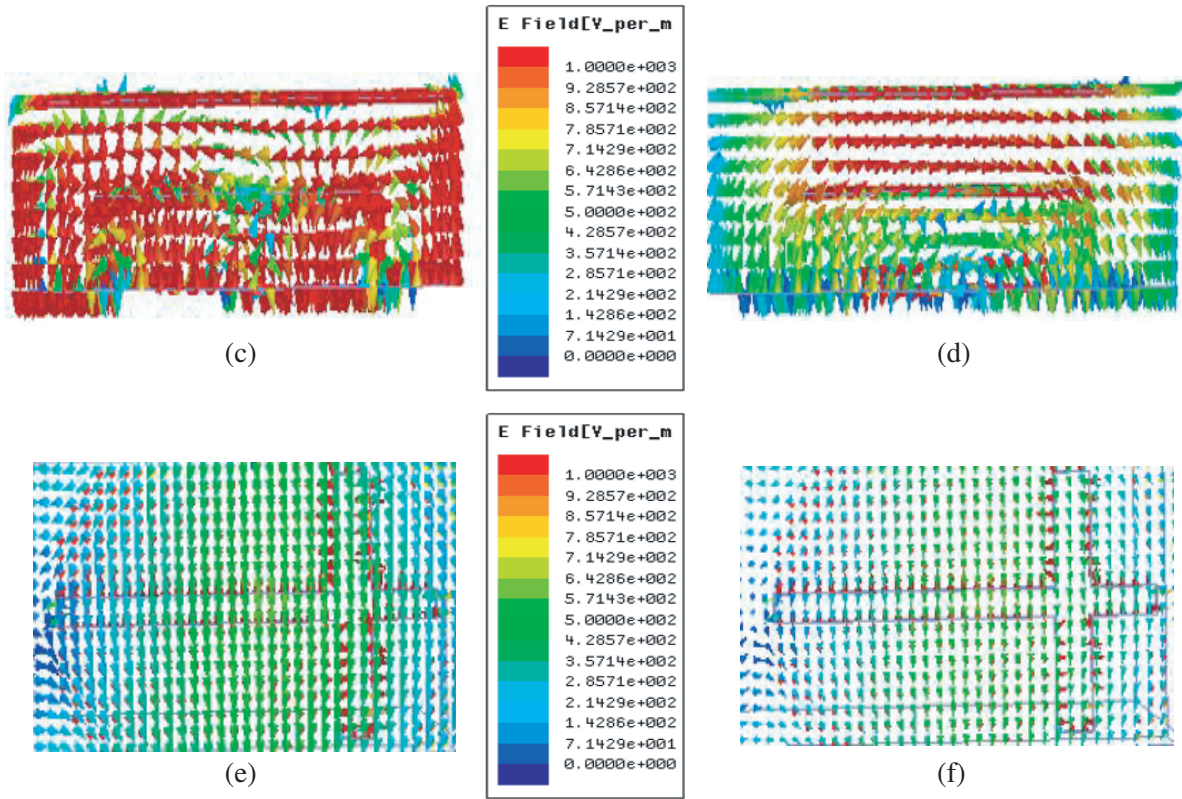 E Field[V_per_m
1.0000e+003
9.2857e+002
8.5714e+002
7.8571e+002
7.1429e+002
6.4286e+002
5.7143e+002
5.0000e+002
4.2857e+002
3.5714e+002
2.8571e+002
2.1429e+002
1.4286e+002
7.1429e+001
0.0000e+000
(c)
(d)
E Field[V_per_m
1.0000e+003
9.2857e+002
8.5714e+002
7.8571e+002
7.1429e+002
6.4286e+002
5.7143e+002
5.0000e+002
4.2857e+002
3.5714e+002
2.8571e+002
2.1429e+002
1.4286e+002
7.1429e+001
0.0000e+000
(e)
(f)